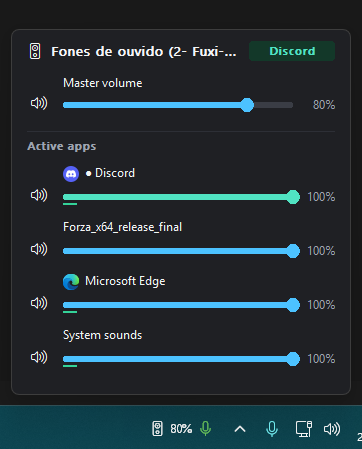 Fones de ouvido (2- Fuxi-...
Discord
Master volume
80%
Active apps
● Discord
100%
Forza_x64_release_final
100%
Microsoft Edge
100%
System sounds
100%
80%
2